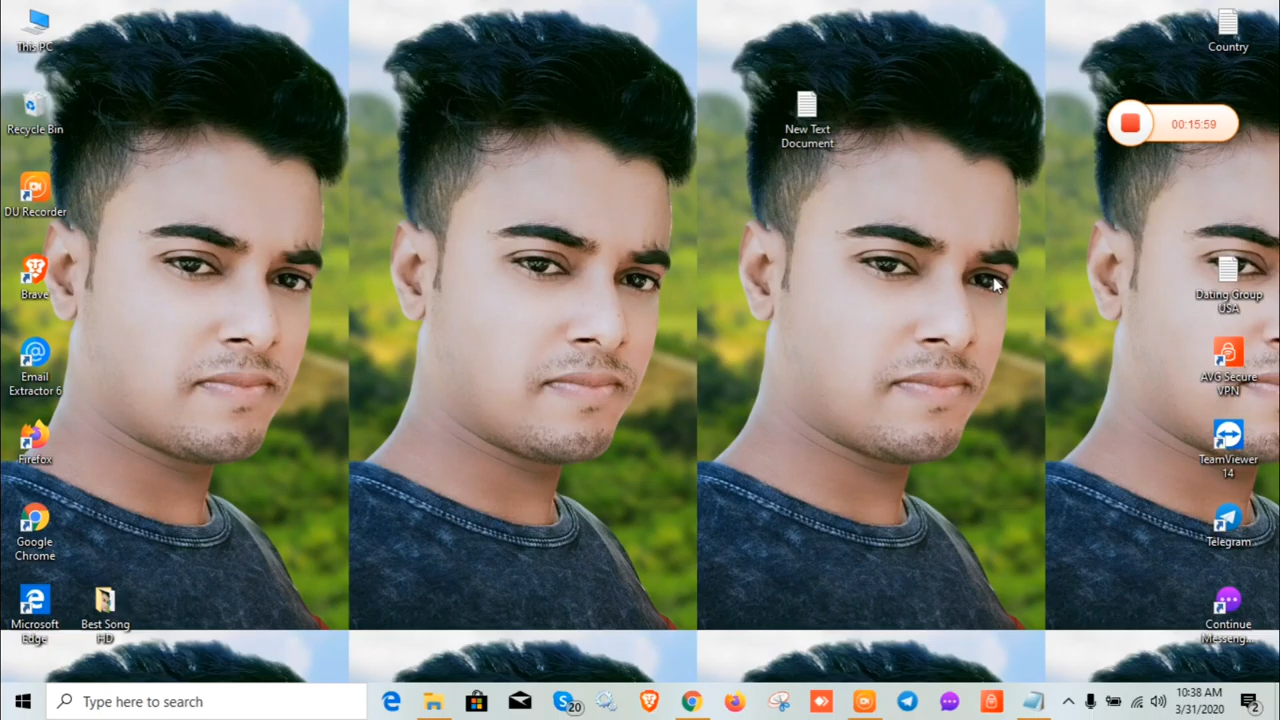 This PC
Recycle Bin
DU Recorder
Brave
Email
Extractor 6
Firefox
Google
Chrome
Microsoft
Edge
Best Song
HD
New Text
Document
Country
00:15:59
Dating Group
USA
AVG Secure
VPN
TeamViewer
14
Telegram
Continue
Messeng...
Type here to search
20
10:38 AM
3/31/2020
2